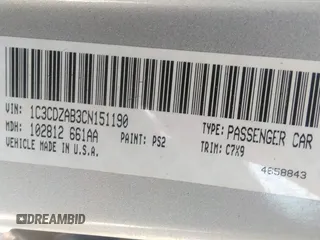 VIN: 1C3CDZAB3CN151190
MDH: 102812 661AA
PAINT: PS2
VEHICLE MADE IN U.S.A.
TYPE: PASSENGER CAR
TRIM: C7X9
4658843
DREAMBID